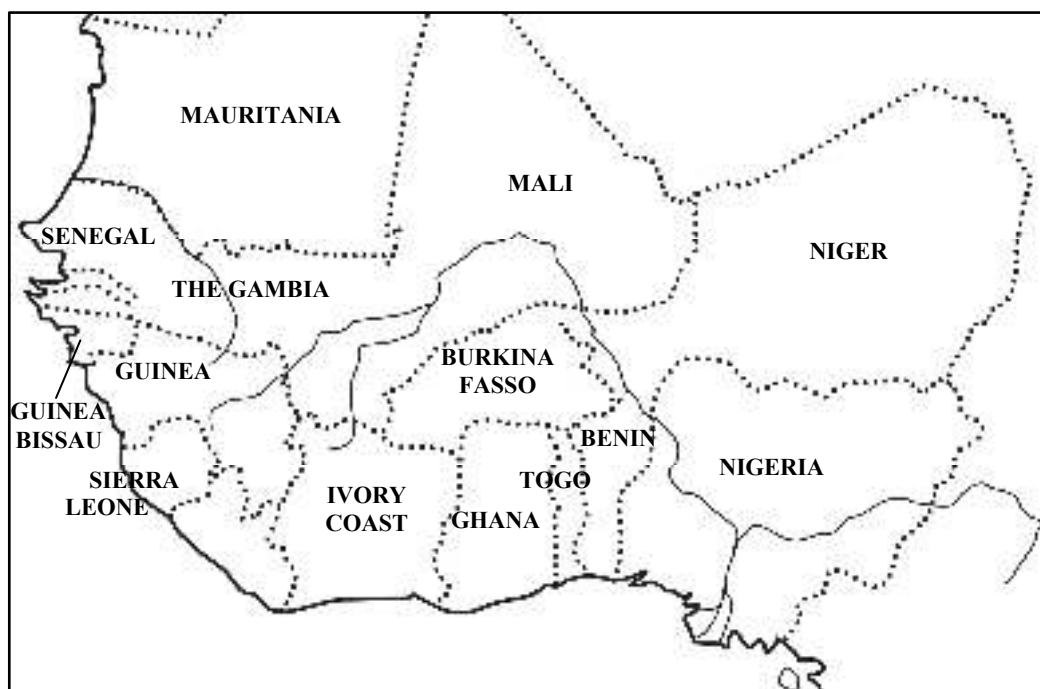 MAURITANIA
MALI
SENEGAL
NIGER
THE GAMBIA
BURKINA
FASSO
GUINEA
GUINEA
BISSAU
BENIN
NIGERIA
SIERRA
LEONE
TOGO
IVORY
COAST
GHANA